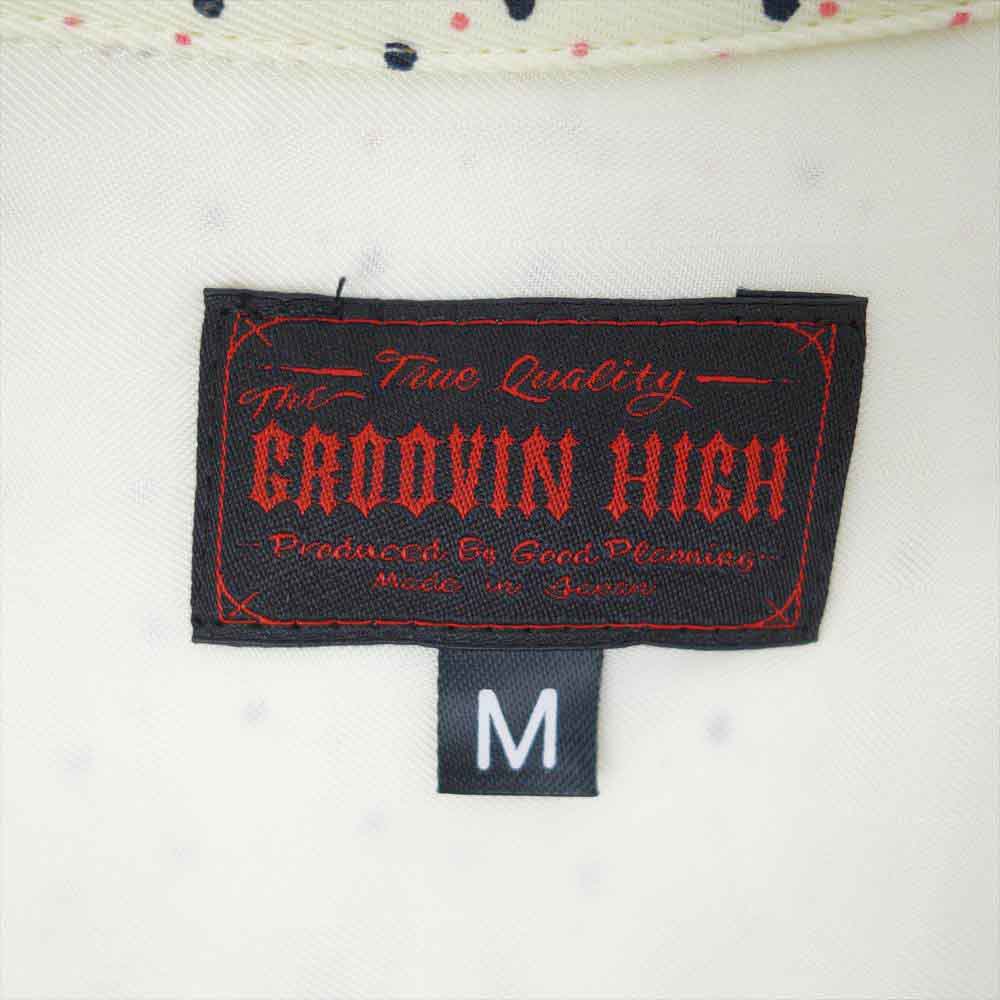 True Quality
The
GROOVIN HIGH
-Produced By Good Planning-
Made in Japan
M